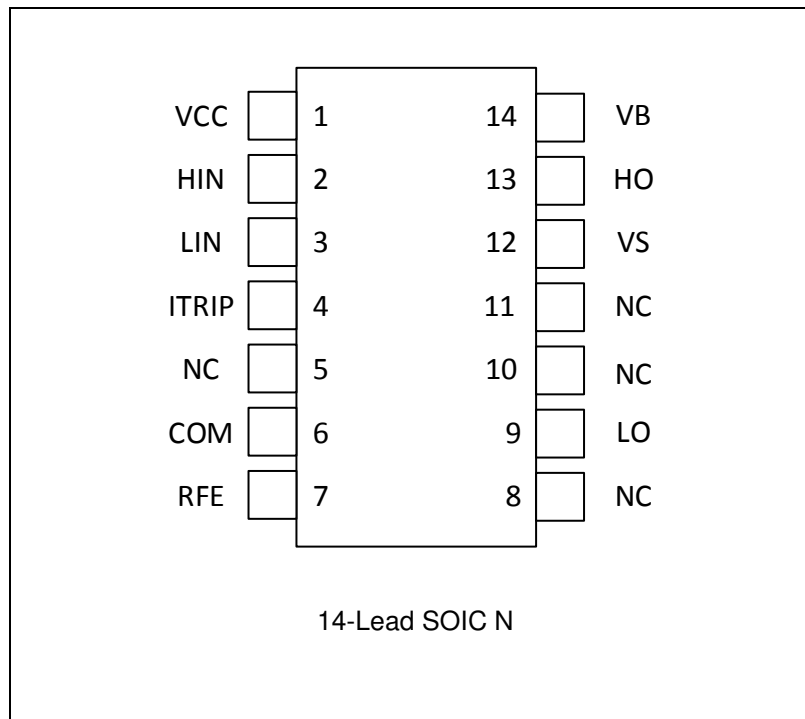 VCC 1 14 VB
HIN 2 13 HO
LIN 3 12 VS
ITRIP 4 11 NC
NC 5 10 NC
COM 6 9 LO
RFE 7 8 NC
14-Lead SOIC N